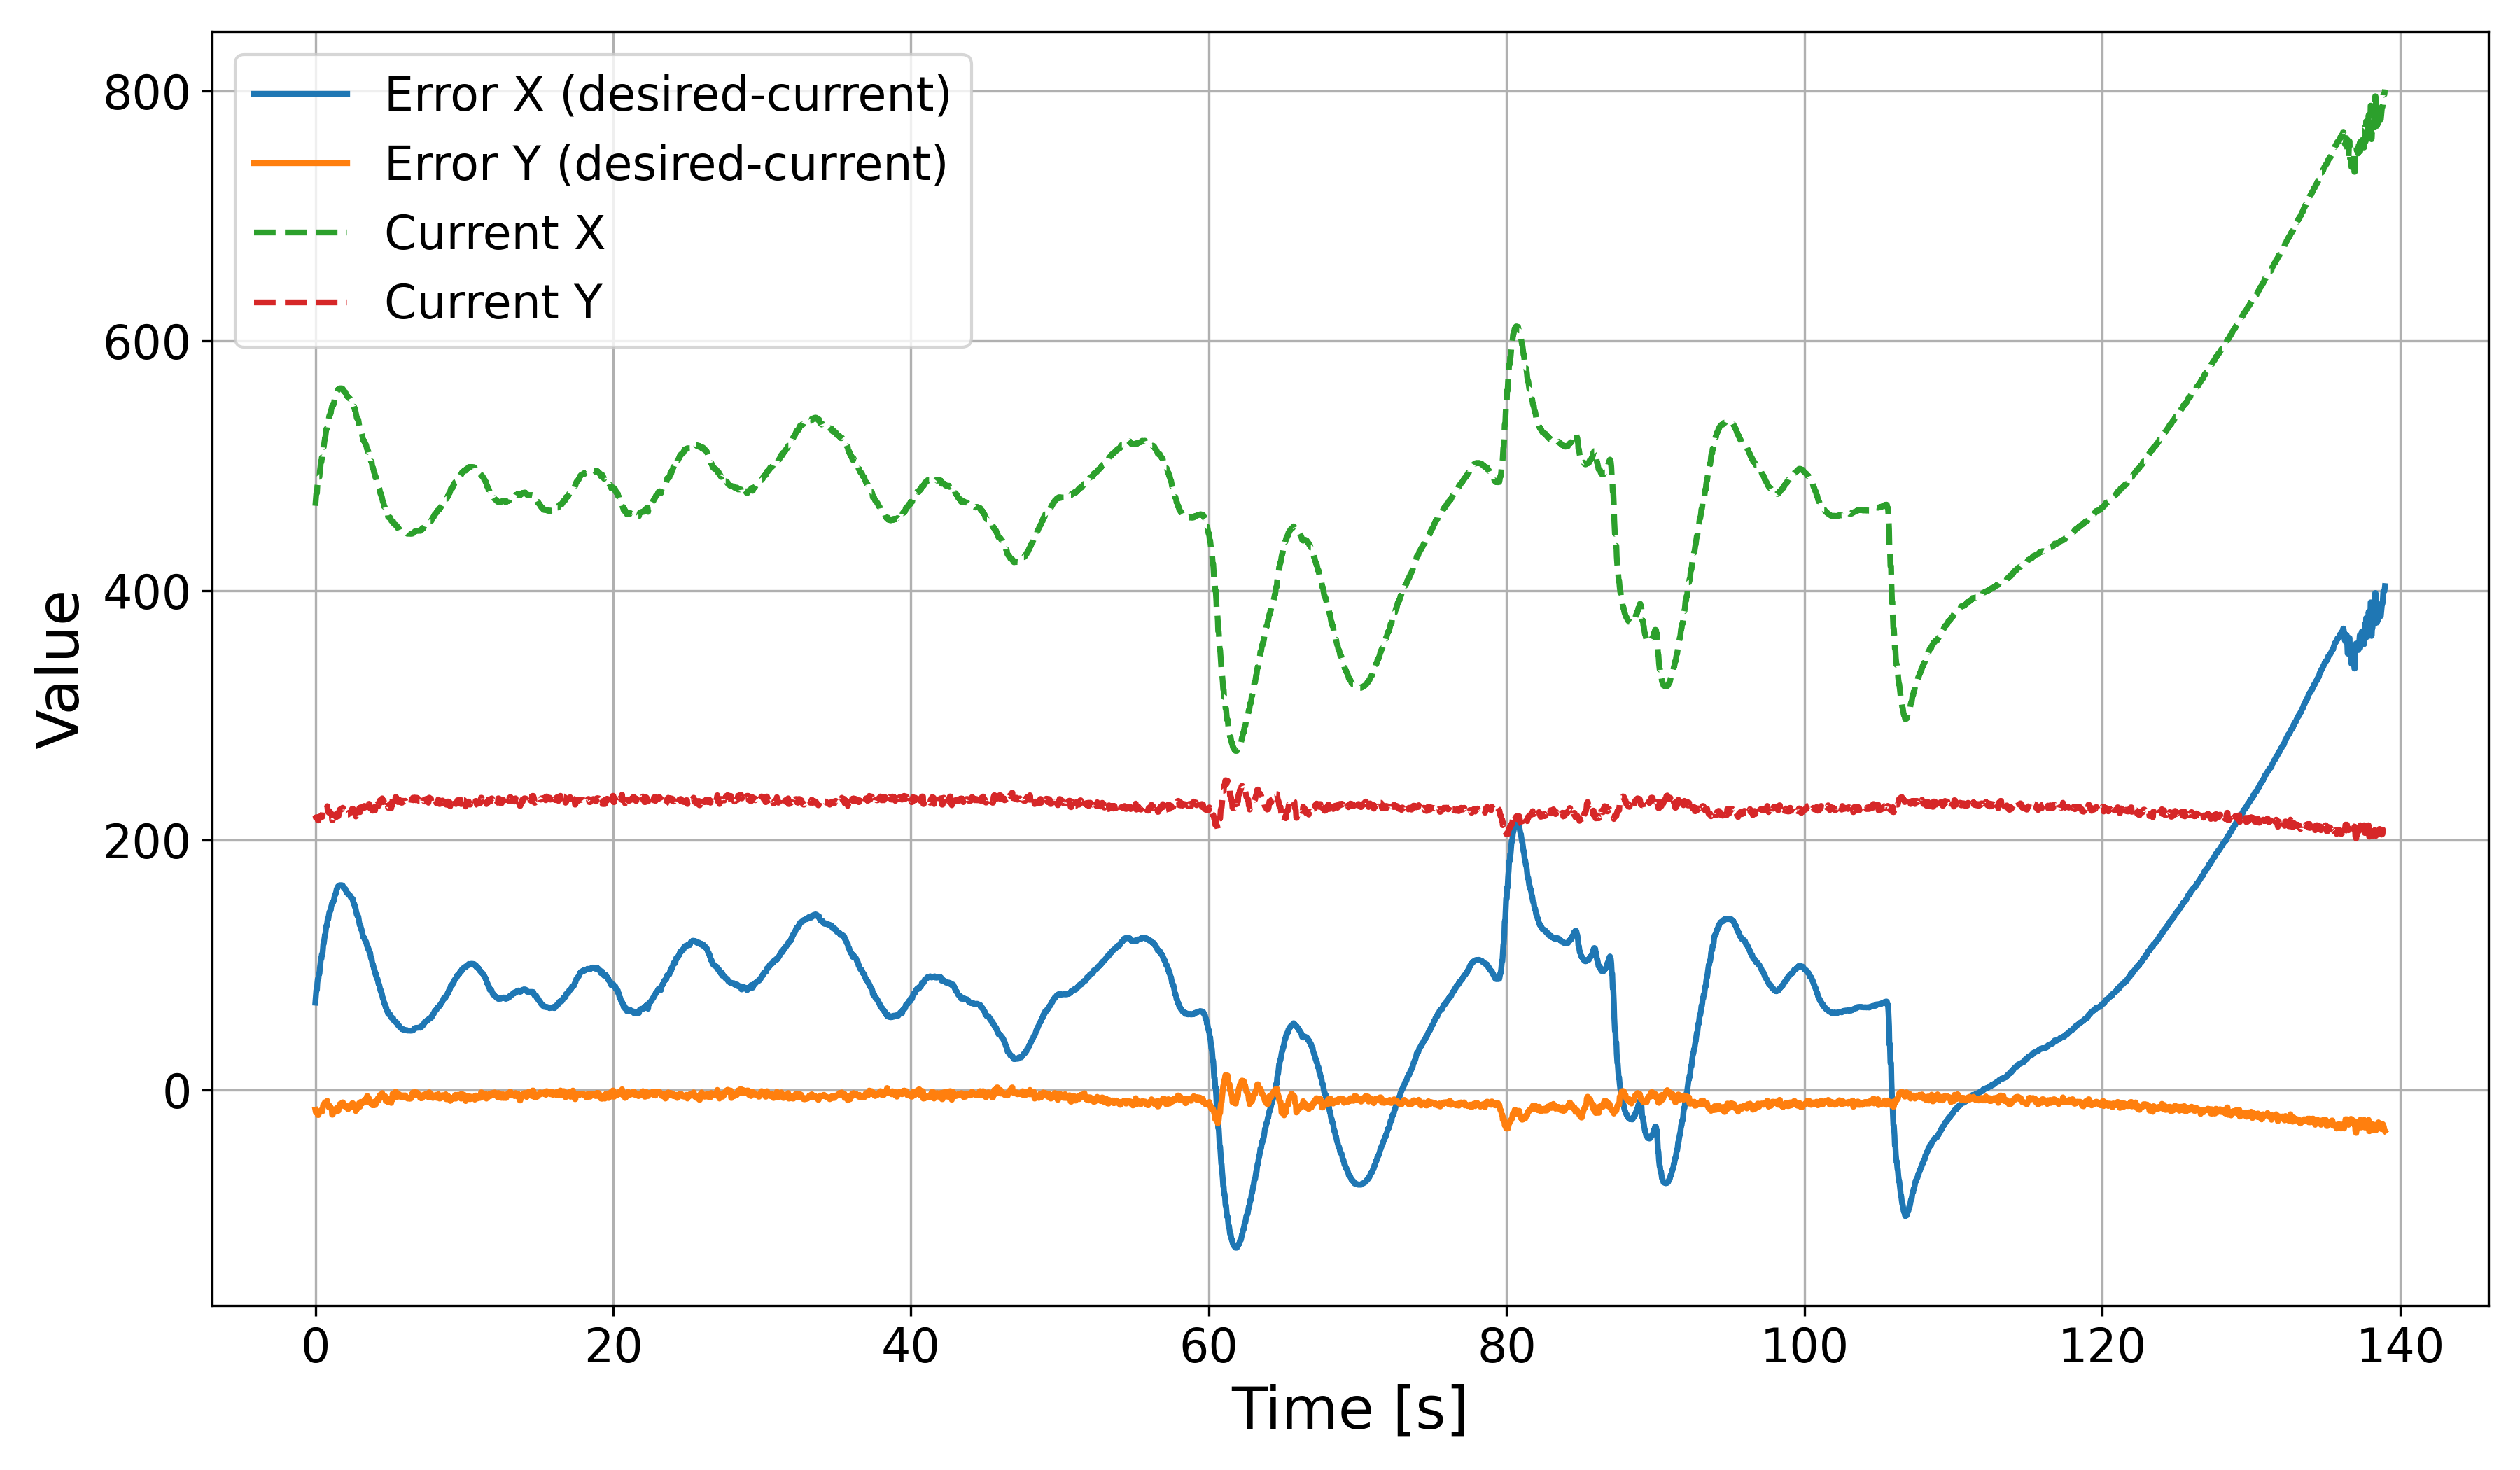 Error X (desired-current)
Error Y (desired-current)
Current X
Current Y
Value
800
600
400
200
0
0 20 40 60 80 100 120 140
Time [s]